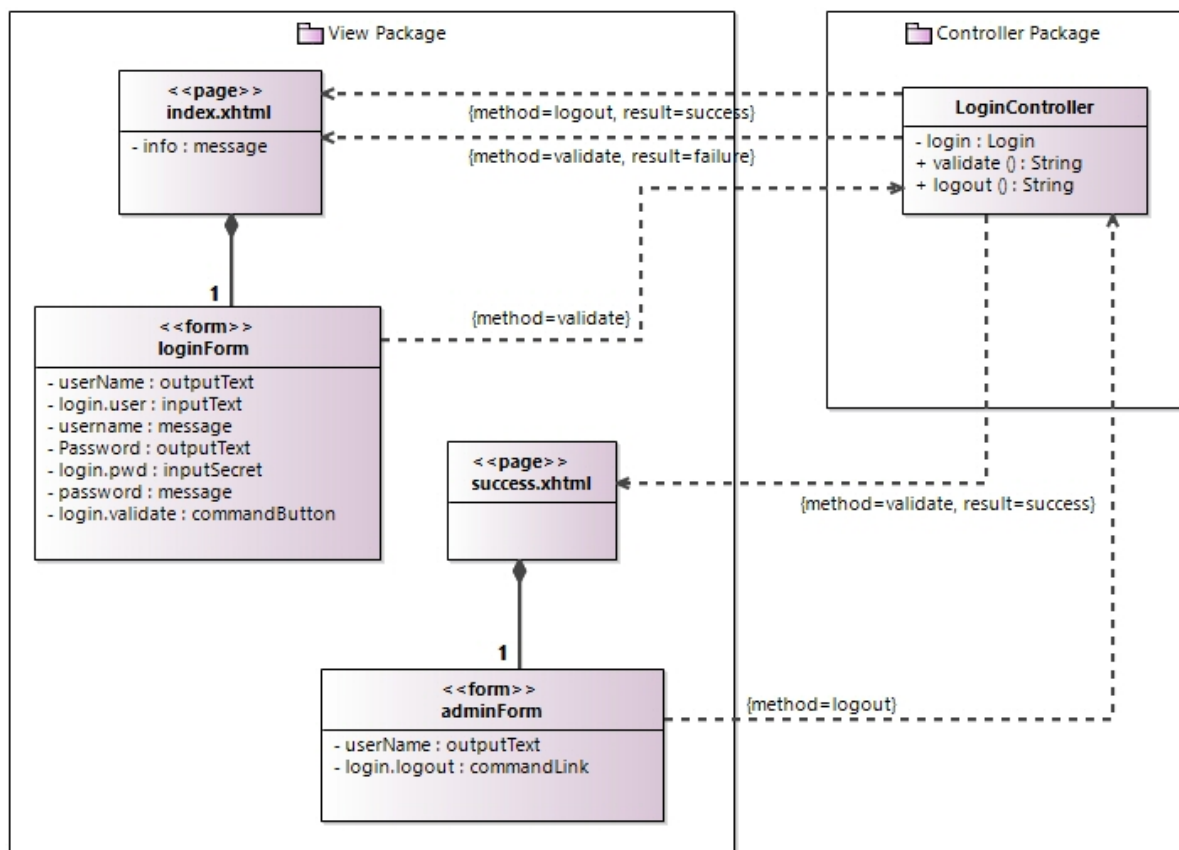 View Package
Controller Package
<<page>>
index.xhtml
- info : message
{method=logout, result=success}
{method=validate, result=failure}
LoginController
- login : Login
+ validate () : String
+ logout () : String
1
<<form>>
loginForm
- userName : outputText
- login.user : inputText
- username : message
- Password : outputText
- login.pwd : inputSecret
- password : message
- login.validate : commandButton
{method=validate}
<<page>>
success.xhtml
{method=validate, result=success}
1
<<form>>
adminForm
- userName : outputText
- login.logout : commandLink
{method=logout}